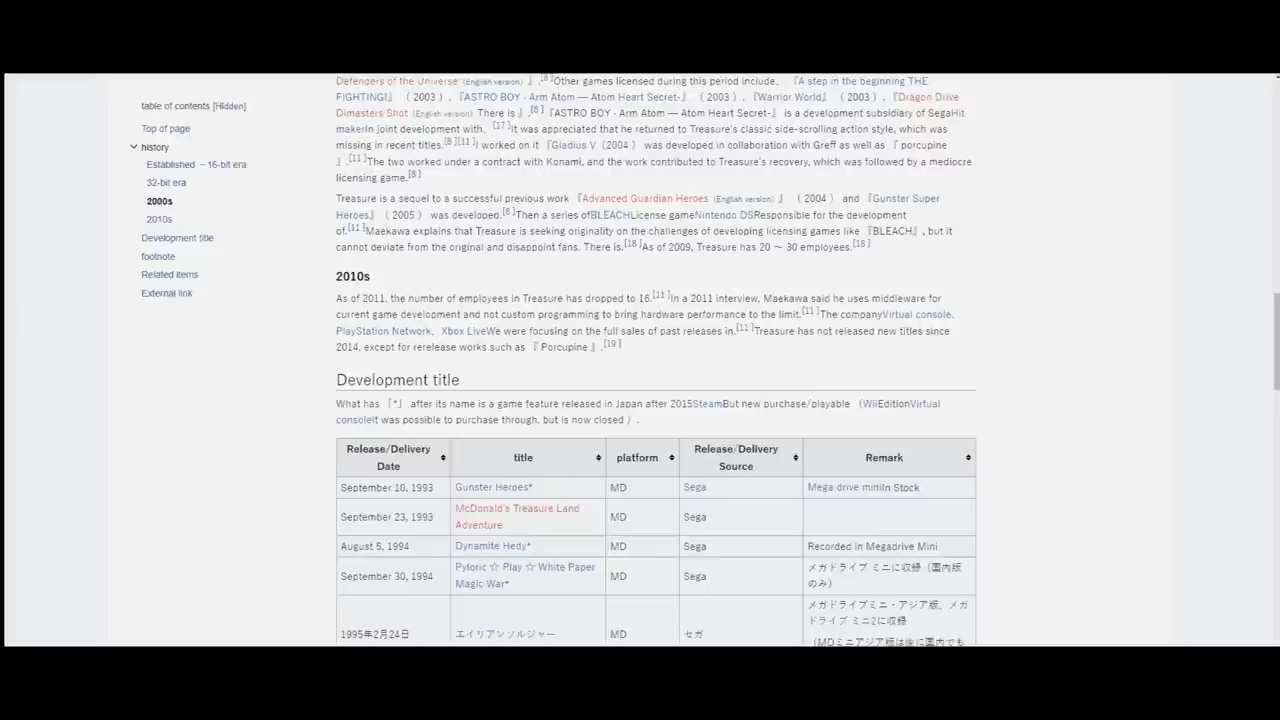 table of contents [Hidden]
Top of page
history
Established －16-bit era
32-bit era
2000s
2010s
Development title
footnote
Related items
External link
Defenders of the Universe (English version) 』.[8]Other games licensed during this period include, 『A step in the beginning THE
FIGHTING!』 （2003）, 『ASTRO BOY · Arm Atom — Atom Heart Secret-』 （2003）, 『Warrior World』 （2003）, 『Dragon Drive
Dimasters Shot (English version) There is 』.[8] 『ASTRO BOY · Arm Atom — Atom Heart Secret-』 is a development subsidiary of SegaHit
makerIn joint development with, [17]It was appreciated that he returned to Treasure's classic side-scrolling action style, which was
missing in recent titles.[8][11]I worked on it 『Gladius V（2004） was developed in collaboration with Greff as well as 『 porcupine
』.[11]The two worked under a contract with Konami, and the work contributed to Treasure's recovery, which was followed by a mediocre
licensing game.[8]
Treasure is a sequel to a successful previous work 『Advanced Guardian Heroes (English version) 』 （2004） and 『Gunster Super
Heroes』 （2005） was developed.[8]Then a series ofBLEACHLicense gameNintendo DSResponsible for the development
of.[11]Maekawa explains that Treasure is seeking originality on the challenges of developing licensing games like 『BLEACH』, but it
cannot deviate from the original and disappoint fans. There is.[18]As of 2009, Treasure has 20 ～ 30 employees.[18]
2010s
As of 2011, the number of employees in Treasure has dropped to 16.[11]In a 2011 interview, Maekawa said he uses middleware for
current game development and not custom programming to bring hardware performance to the limit.[11]The companyVirtual console、
PlayStation Network、Xbox LiveWe were focusing on the full sales of past releases in.[11]Treasure has not released new titles since
2014, except for rerelease works such as 『 Porcupine 』.[19]
Development title
What has 「*」 after its name is a game feature released in Japan after 2015SteamBut new purchase/playable （WiiEditionVirtual
consoleIt was possible to purchase through, but is now closed ）.
Release/Delivery Date title platform Release/Delivery Source Remark
September 10, 1993 Gunster Heroes* MD Sega Mega drive miniIn Stock
September 23, 1993 McDonald's Treasure Land Adventure MD Sega
August 5, 1994 Dynamite Hedy* MD Sega Recorded in Megadrive Mini
September 30, 1994 Pyloric ☆ Play ☆ White Paper Magic War* MD Sega メガドライブ ミニに収録（国内版のみ）
1995年2月24日 エイリアンソルジャー MD セガ メガドライブミニ・アジア版、メガドライブ ミニ2に収録
（MDミニアジア版は後に国内でも